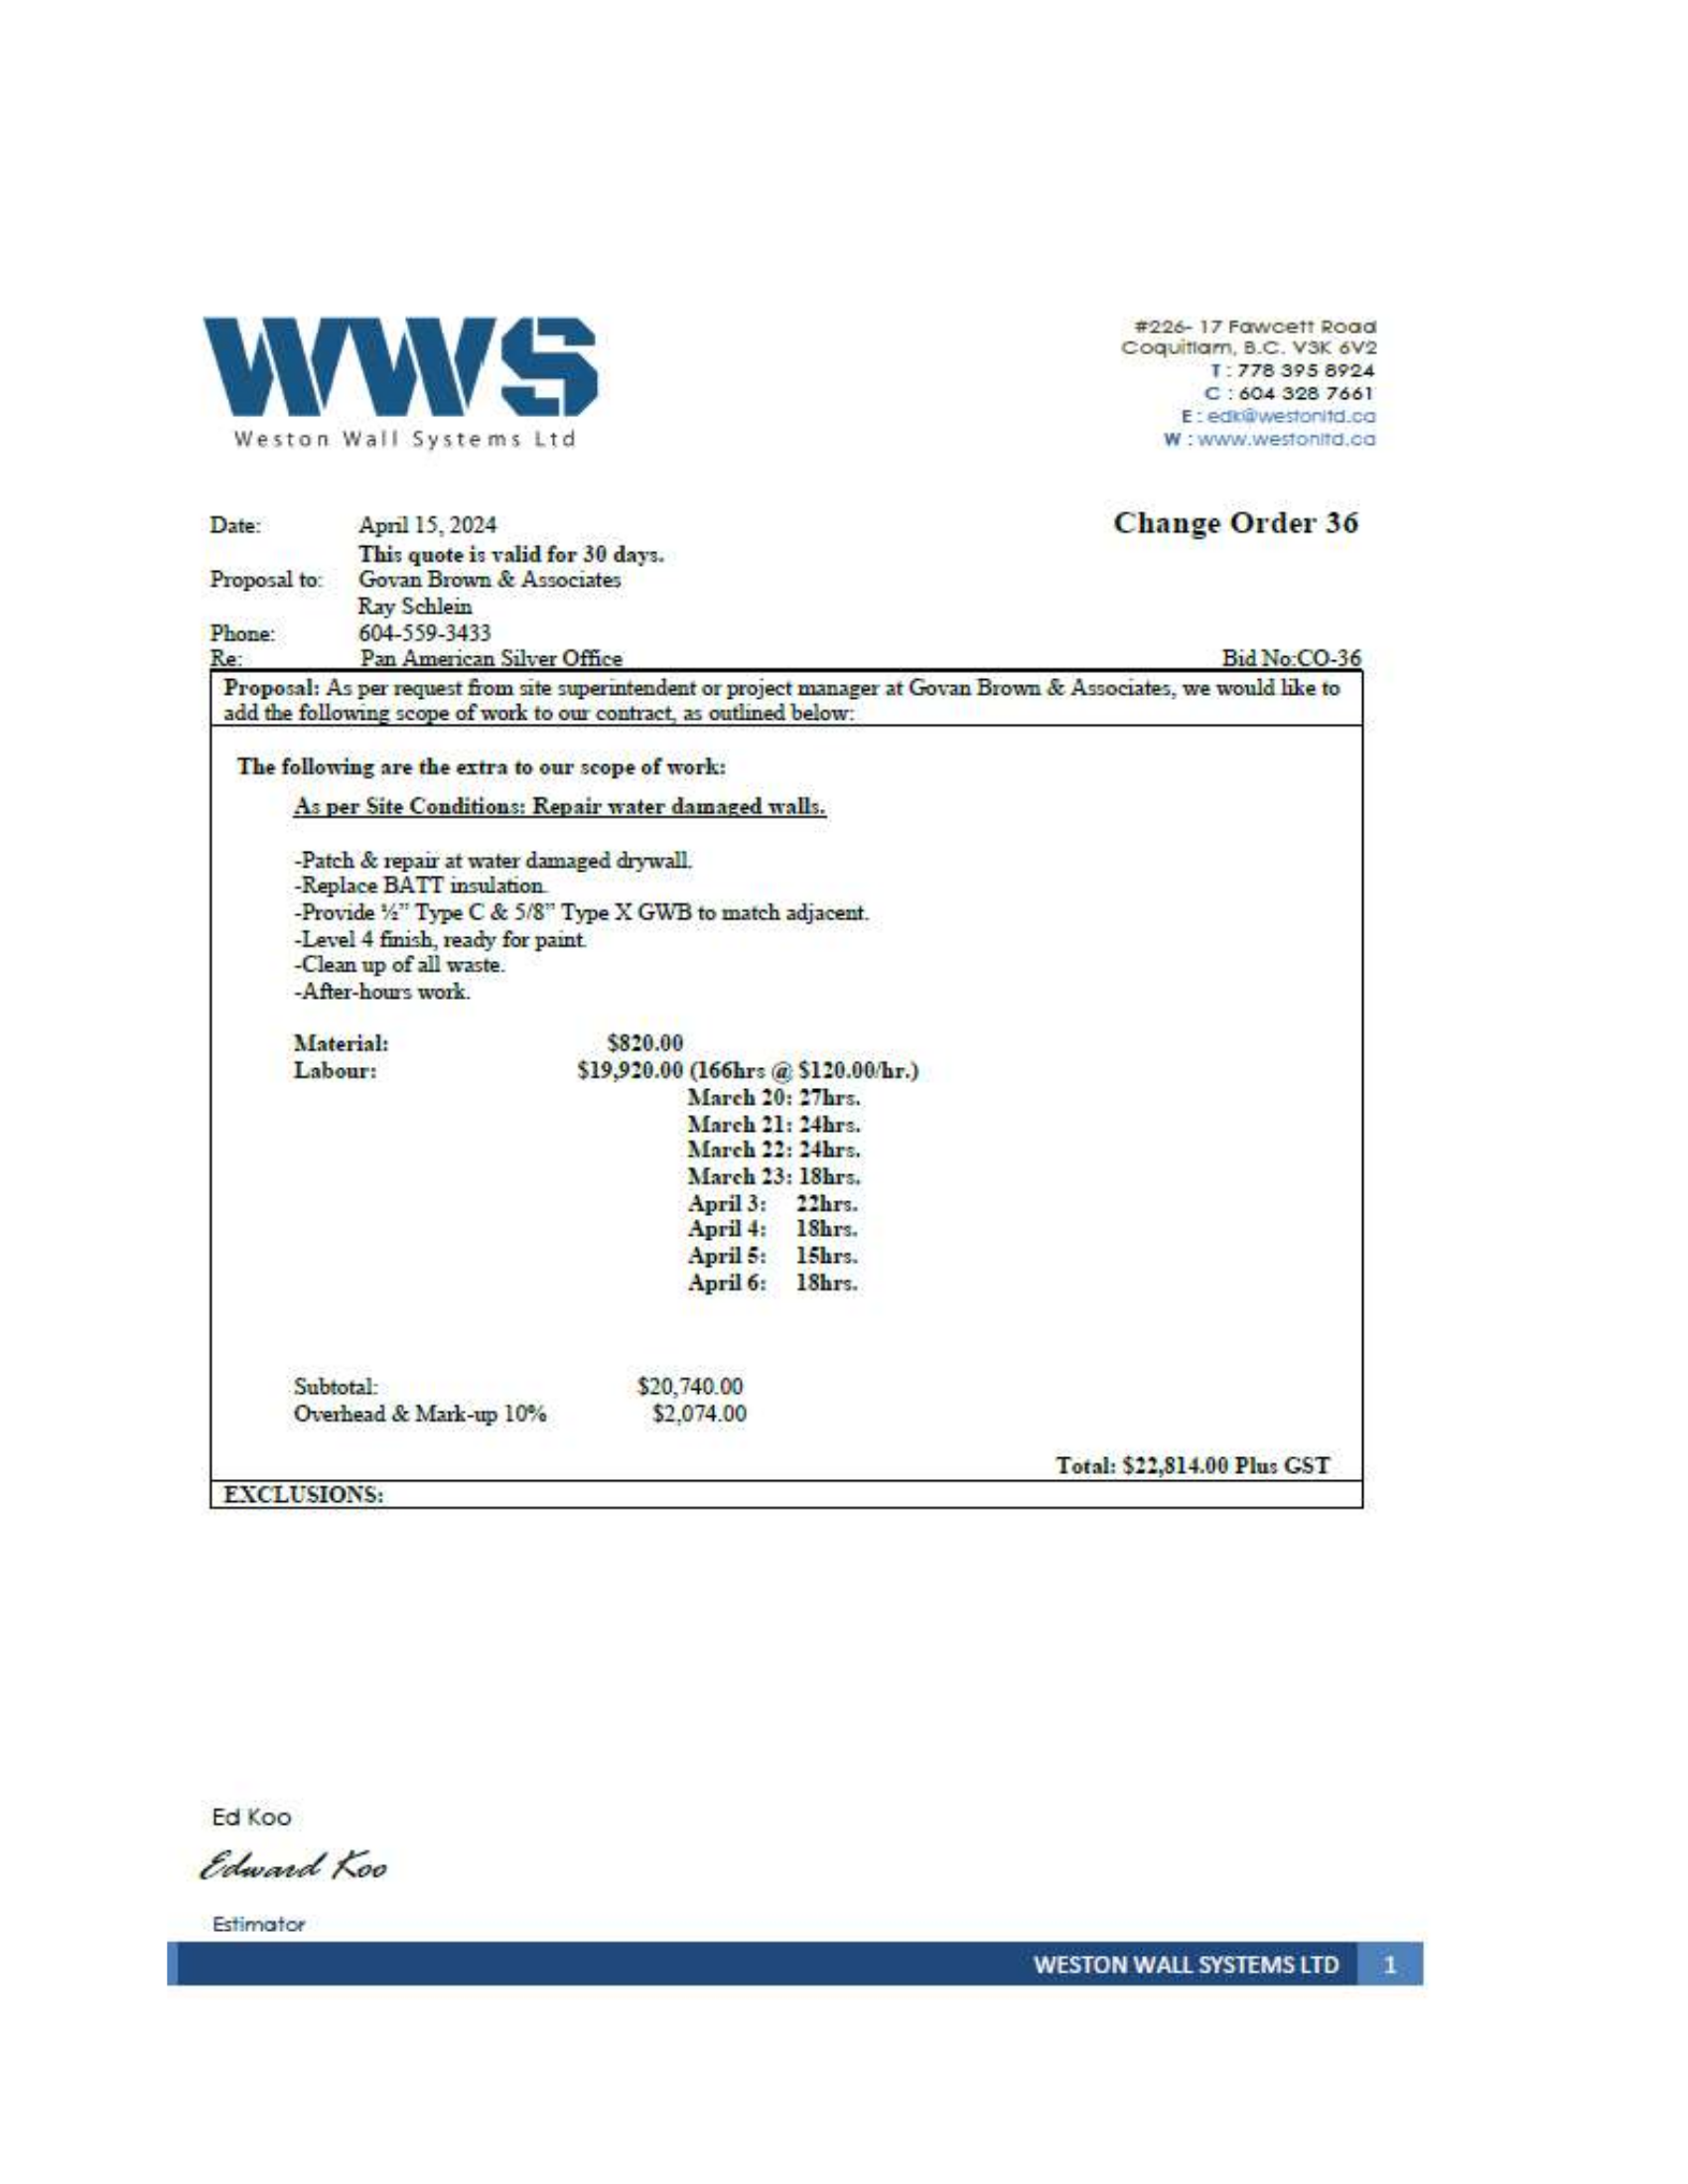 WWS
Weston Wall Systems Ltd
#226- 17 Fawcett Road
Coquitlam, B.C. V3K 6V2
T : 778 395 8924
C : 604 328 7661
E : edk@westonltd.ca
W : www.westonltd.ca
Date: April 15, 2024 Change Order 36
This quote is valid for 30 days.
Proposal to: Govan Brown & Associates
Ray Schlein
Phone: 604-559-3433
Re: Pan American Silver Office Bid No:CO-36
Proposal: As per request from site superintendent or project manager at Govan Brown & Associates, we would like to
add the following scope of work to our contract, as outlined below:
The following are the extra to our scope of work:
As per Site Conditions: Repair water damaged walls.
-Patch & repair at water damaged drywall.
-Replace BATT insulation.
-Provide ½” Type C & 5/8” Type X GWB to match adjacent.
-Level 4 finish, ready for paint.
-Clean up of all waste.
-After-hours work.
Material: $820.00
Labour: $19,920.00 (166hrs @ $120.00/hr.)
March 20: 27hrs.
March 21: 24hrs.
March 22: 24hrs.
March 23: 18hrs.
April 3: 22hrs.
April 4: 18hrs.
April 5: 15hrs.
April 6: 18hrs.
Subtotal: $20,740.00
Overhead & Mark-up 10% $2,074.00
Total: $22,814.00 Plus GST
EXCLUSIONS:
Ed Koo
Edward Koo
Estimator
WESTON WALL SYSTEMS LTD 1